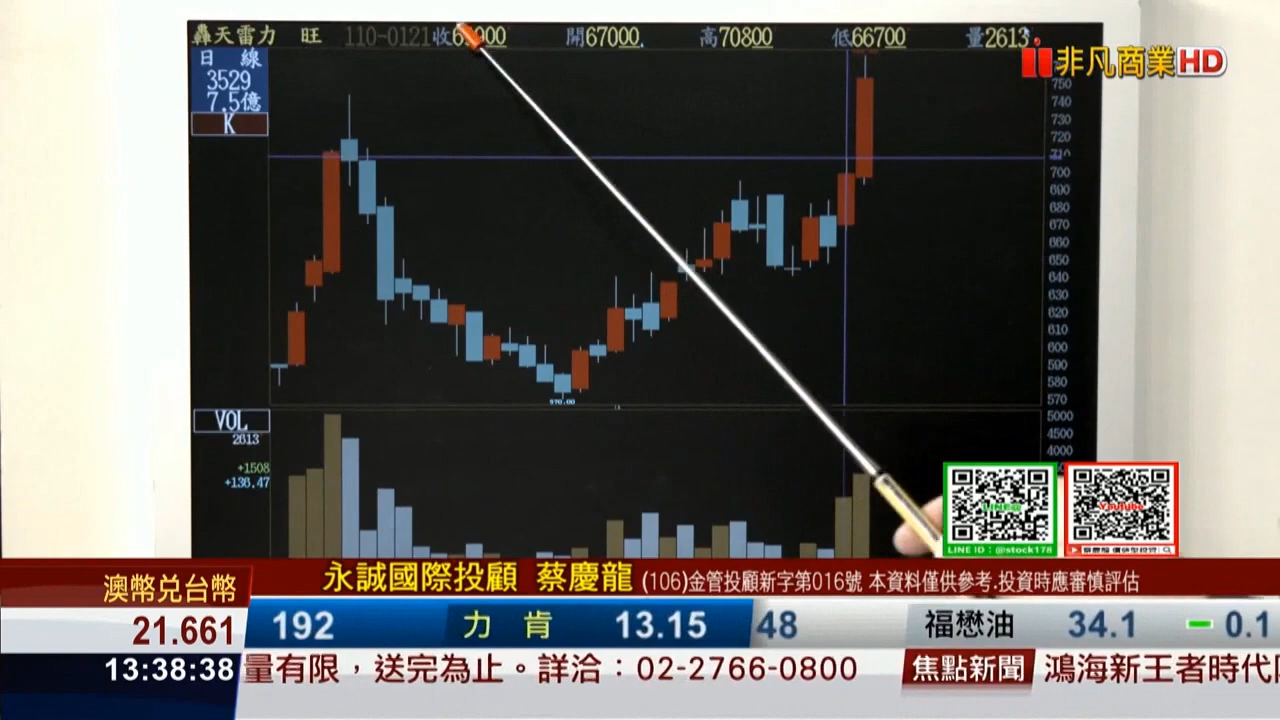 轟天雷力 旺 110-0121收 000 開67000. 高70800 低66700 量2613
非凡商業HD
日 線
3529
7.5億
K
750
740
730
720
710
700
690
680
670
660
650
640
630
620
610
600
590
580
570
570.00
VOL
2613
+1508
+136.47
5000
4500
4000
LINE@
Youtube
LINE ID:@stock178
永誠國際投顧 蔡慶龍 (106)金管投顧新字第016號 本資料僅供參考.投資時應審慎評估
澳幣兑台幣
21.661
192 力 肯 13.15 48 福懋油 34.1 0.1
13:38:38 量有限,送完為止。詳洽:02-2766-0800 焦點新聞 鴻海新王者時代